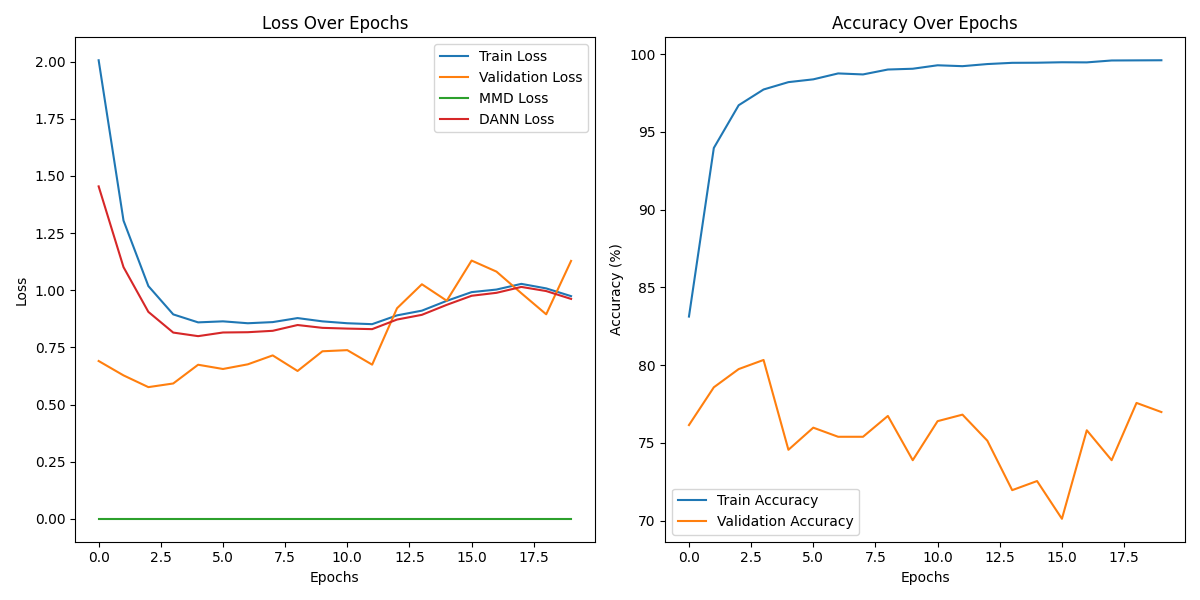 Loss Over Epochs
Train Loss
Validation Loss
MMD Loss
DANN Loss
2.00
1.75
1.50
1.25
1.00
0.75
0.50
0.25
0.00
Loss
0.0 2.5 5.0 7.5 10.0 12.5 15.0 17.5
Epochs
Accuracy Over Epochs
100
95
90
85
80
75
70
Accuracy (%)
Train Accuracy
Validation Accuracy
0.0 2.5 5.0 7.5 10.0 12.5 15.0 17.5
Epochs